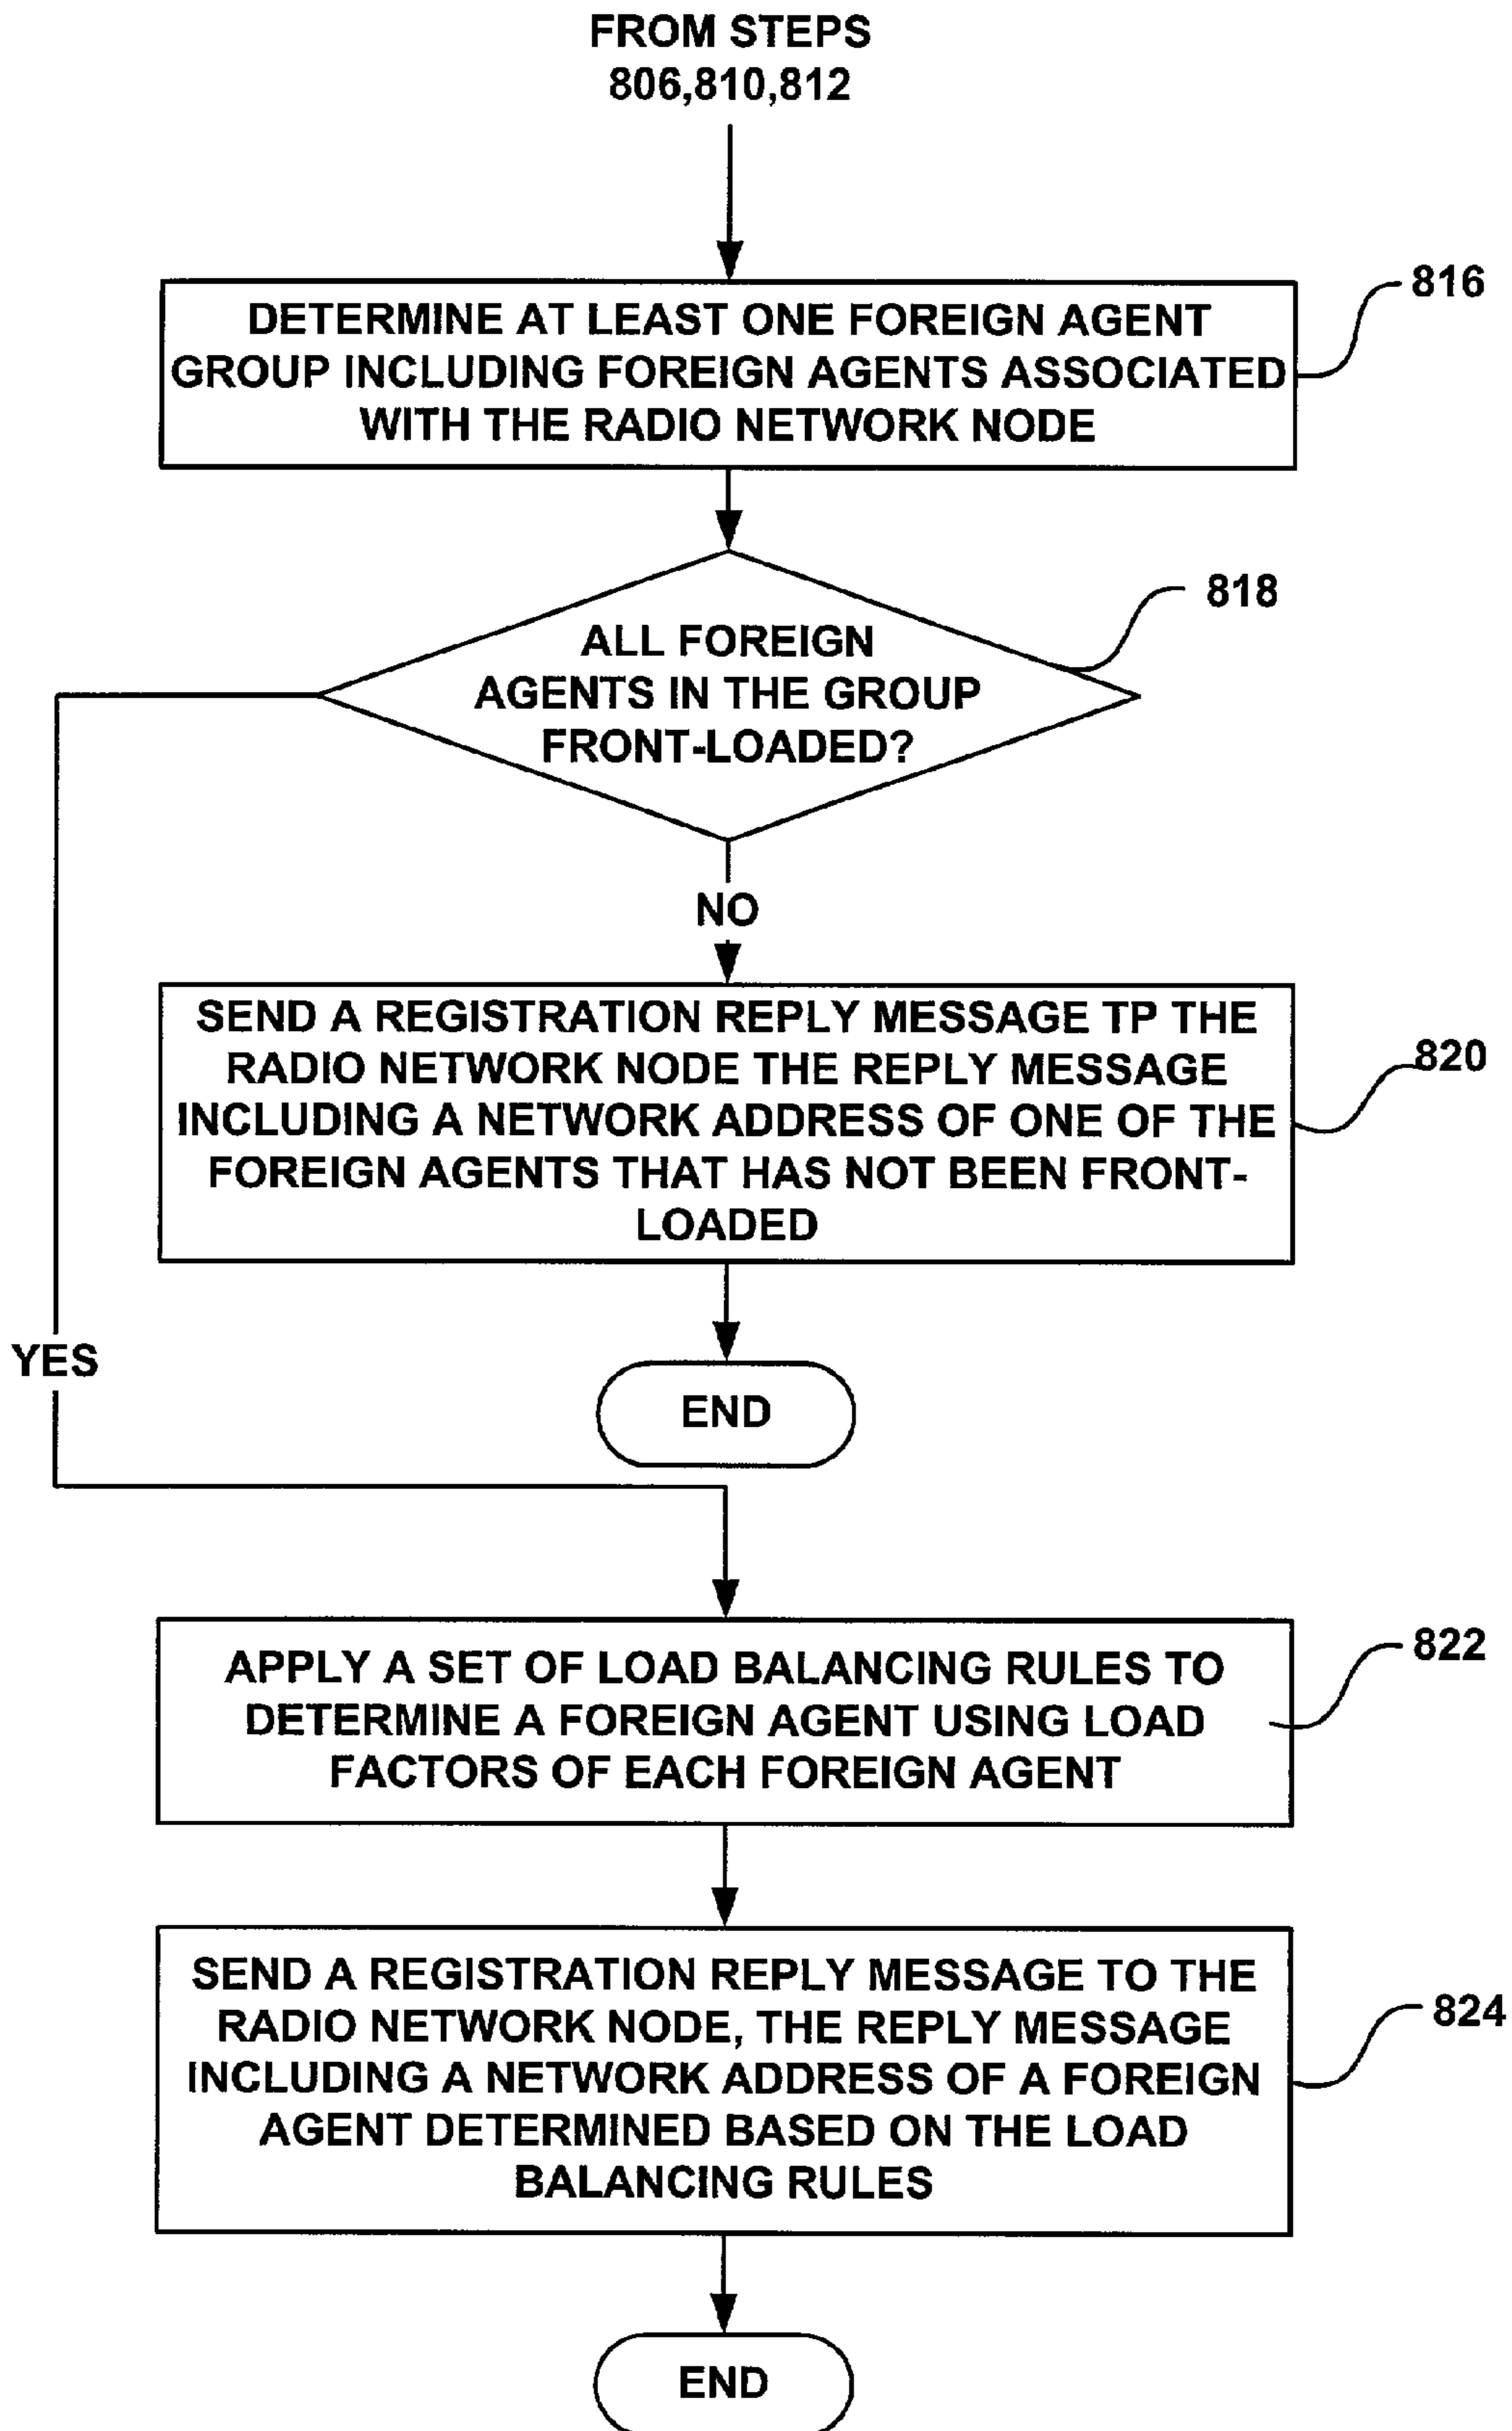 FROM STEPS
806,810,812
816
DETERMINE AT LEAST ONE FOREIGN AGENT
GROUP INCLUDING FOREIGN AGENTS ASSOCIATED
WITH THE RADIO NETWORK NODE
818
ALL FOREIGN
AGENTS IN THE GROUP
FRONT-LOADED?
NO
SEND A REGISTRATION REPLY MESSAGE TP THE
RADIO NETWORK NODE THE REPLY MESSAGE
INCLUDING A NETWORK ADDRESS OF ONE OF THE
FOREIGN AGENTS THAT HAS NOT BEEN FRONT-
LOADED
820
YES
END
822
APPLY A SET OF LOAD BALANCING RULES TO
DETERMINE A FOREIGN AGENT USING LOAD
FACTORS OF EACH FOREIGN AGENT
SEND A REGISTRATION REPLY MESSAGE TO THE
RADIO NETWORK NODE, THE REPLY MESSAGE
INCLUDING A NETWORK ADDRESS OF A FOREIGN
AGENT DETERMINED BASED ON THE LOAD
BALANCING RULES
824
END